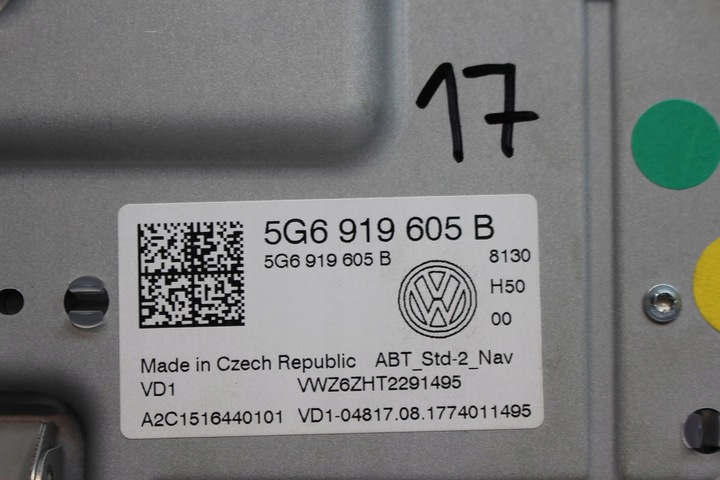 17
5G6 919 605 B
5G6 919 605 B 8130
H50
00
Made in Czech Republic ABT_Std-2_Nav
VD1 VWZ6ZHT2291495
A2C1516440101 VD1-04817.08.1774011495